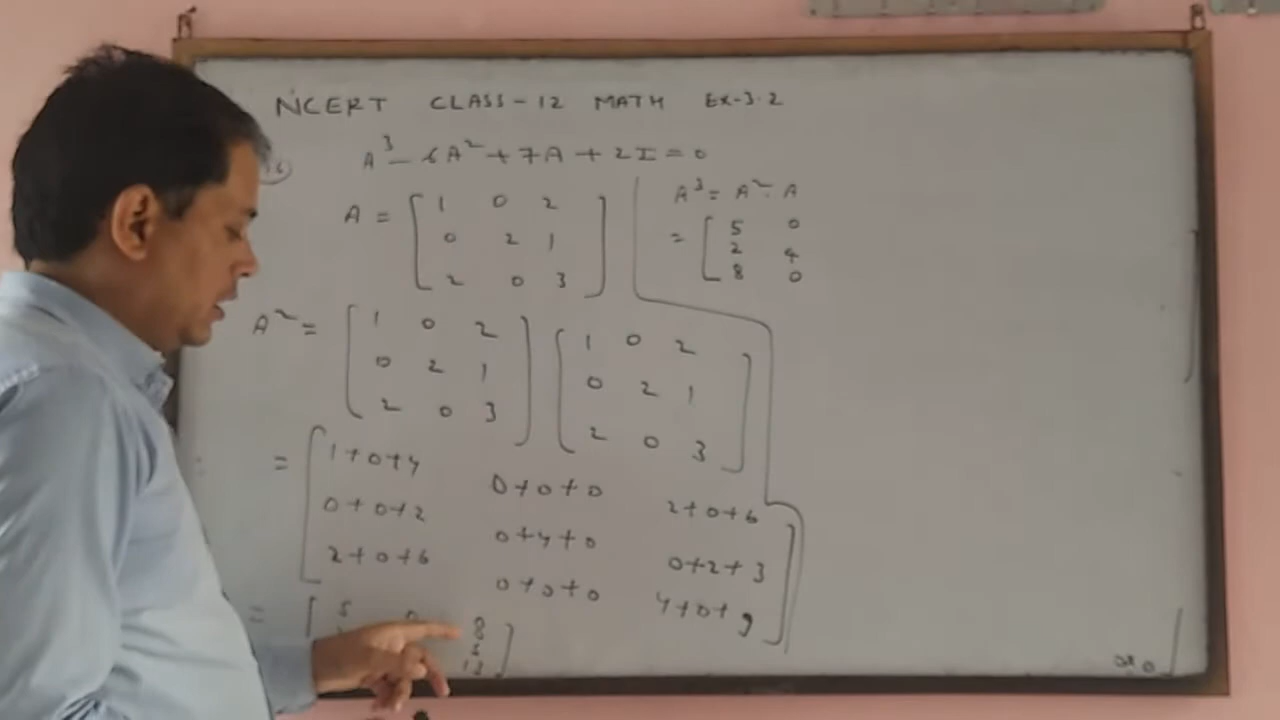 NCERT CLASS-12 MATH EX-3.2
A³ - 6A² + 7A + 2I = 0
A = [ 1 0 2
0 2 1
2 0 3 ]
A² = [ 1 0 2 ] [ 1 0 2 ]
0 2 1 0 2 1
2 0 3 2 0 3
= [ 1+0+4 0+0+0 2+0+6
0+0+2 0+4+0 0+2+3
2+0+6 0+0+0 4+0+9 ]
= [ 5 0 8
5
13 ]
A³ = A² · A
= [ 5 0
2 4
8 0